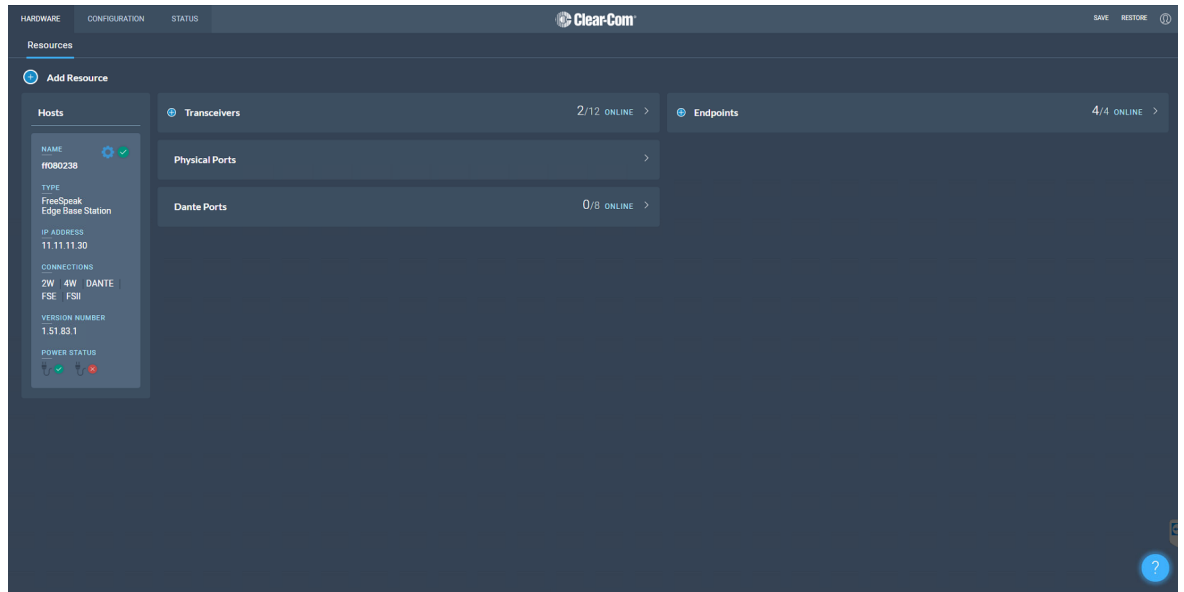 HARDWARE CONFIGURATION STATUS Clear-Com SAVE RESTORE
Resources
Add Resource
Hosts
NAME
ff080238
TYPE
FreeSpeak
Edge Base Station
IP ADDRESS
11.11.11.30
CONNECTIONS
2W 4W DANTE
FSE FSII
VERSION NUMBER
1.51.83.1
POWER STATUS
Transceivers 2/12 ONLINE
Physical Ports
Dante Ports 0/8 ONLINE
Endpoints 4/4 ONLINE
?